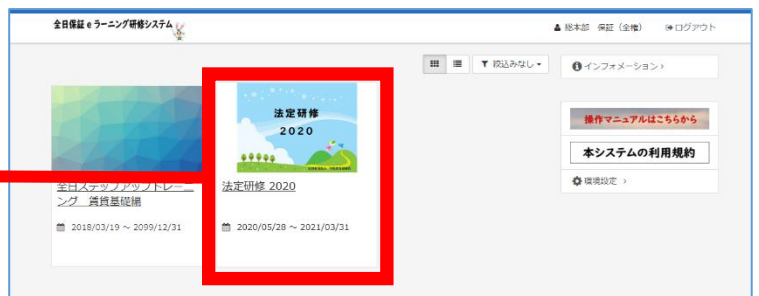 全日保証 e ラーニング研修システム
総本部　保証（全権）
ログアウト
絞込みなし
インフォメーション ›
法定研修
2020
操作マニュアルはこちらから
本システムの利用規約
環境設定 ›
全日ステップアップトレーニ
ング　賃貸基礎編
2018/03/19 ～ 2099/12/31
法定研修 2020
2020/05/28 ～ 2021/03/31